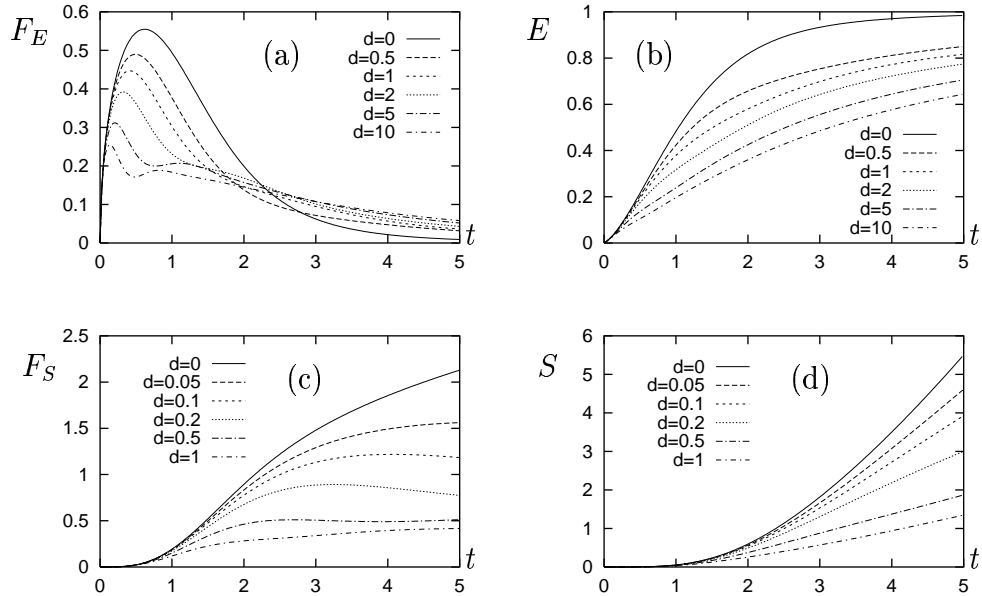 F_E
(a)
0.6
0.5
0.4
0.3
0.2
0.1
0
d=0
d=0.5
d=1
d=2
d=5
d=10
0 1 2 3 4 5
t
E
(b)
1
0.8
0.6
0.4
0.2
0
d=0
d=0.5
d=1
d=2
d=5
d=10
0 1 2 3 4 5
t
F_S
(c)
2.5
2
1.5
1
0.5
0
d=0
d=0.05
d=0.1
d=0.2
d=0.5
d=1
0 1 2 3 4 5
t
S
(d)
6
5
4
3
2
1
0
d=0
d=0.05
d=0.1
d=0.2
d=0.5
d=1
0 1 2 3 4 5
t